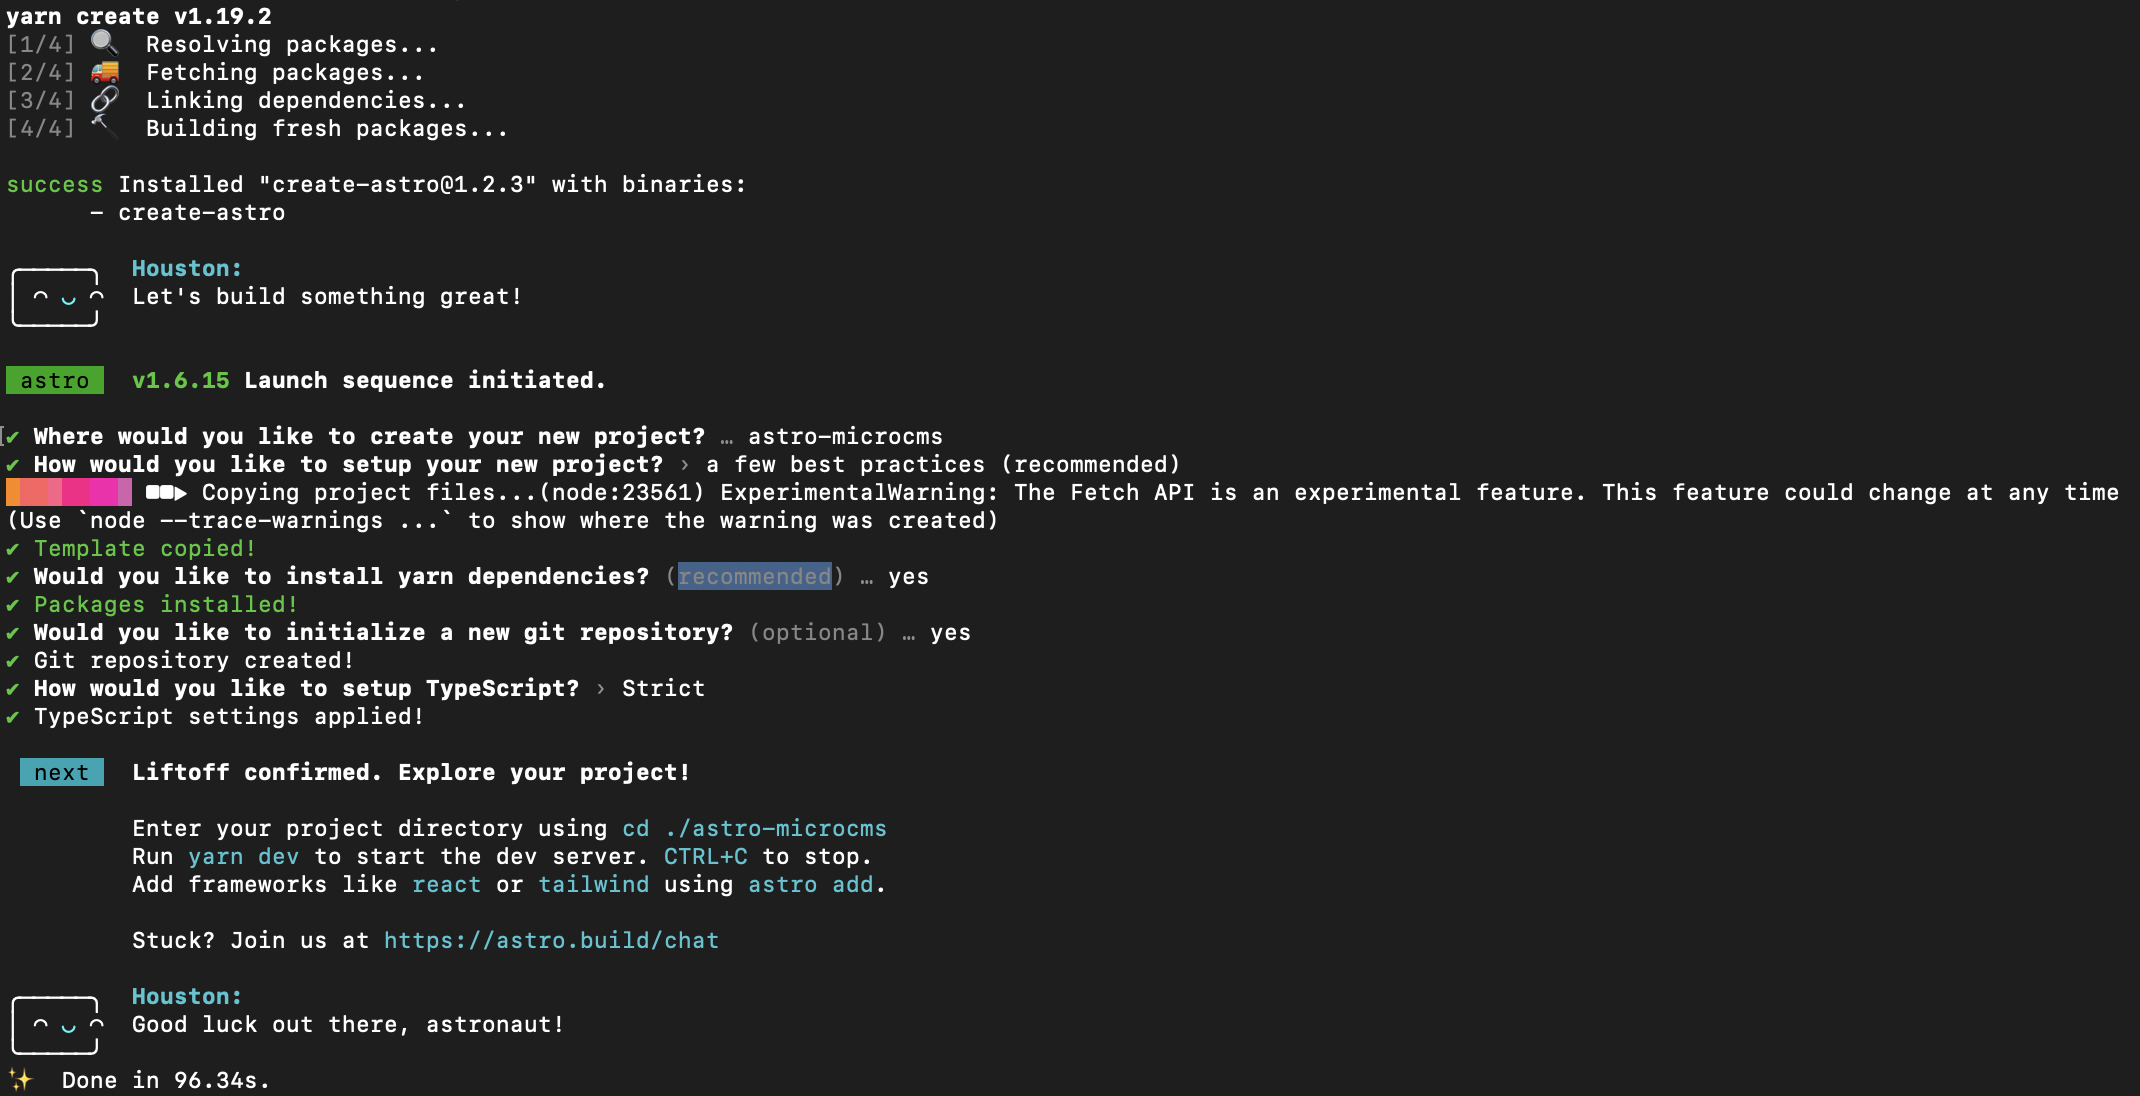 yarn create v1.19.2
[1/4] 🔍 Resolving packages...
[2/4] 🚚 Fetching packages...
[3/4] 🔗 Linking dependencies...
[4/4] 🔨 Building fresh packages...
success Installed "create-astro@1.2.3" with binaries:
- create-astro
Houston:
Let's build something great!
astro v1.6.15 Launch sequence initiated.
✔ Where would you like to create your new project? … astro-microcms
✔ How would you like to setup your new project? › a few best practices (recommended)
■■▶ Copying project files...(node:23561) ExperimentalWarning: The Fetch API is an experimental feature. This feature could change at any time
(Use `node --trace-warnings ...` to show where the warning was created)
✔ Template copied!
✔ Would you like to install yarn dependencies? (recommended) … yes
✔ Packages installed!
✔ Would you like to initialize a new git repository? (optional) … yes
✔ Git repository created!
✔ How would you like to setup TypeScript? › Strict
✔ TypeScript settings applied!
next Liftoff confirmed. Explore your project!
Enter your project directory using cd ./astro-microcms
Run yarn dev to start the dev server. CTRL+C to stop.
Add frameworks like react or tailwind using astro add.
Stuck? Join us at https://astro.build/chat
Houston:
Good luck out there, astronaut!
✨ Done in 96.34s.